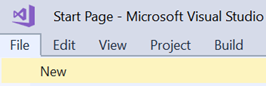 Start Page - Microsoft Visual Studio
File Edit View Project Build
New